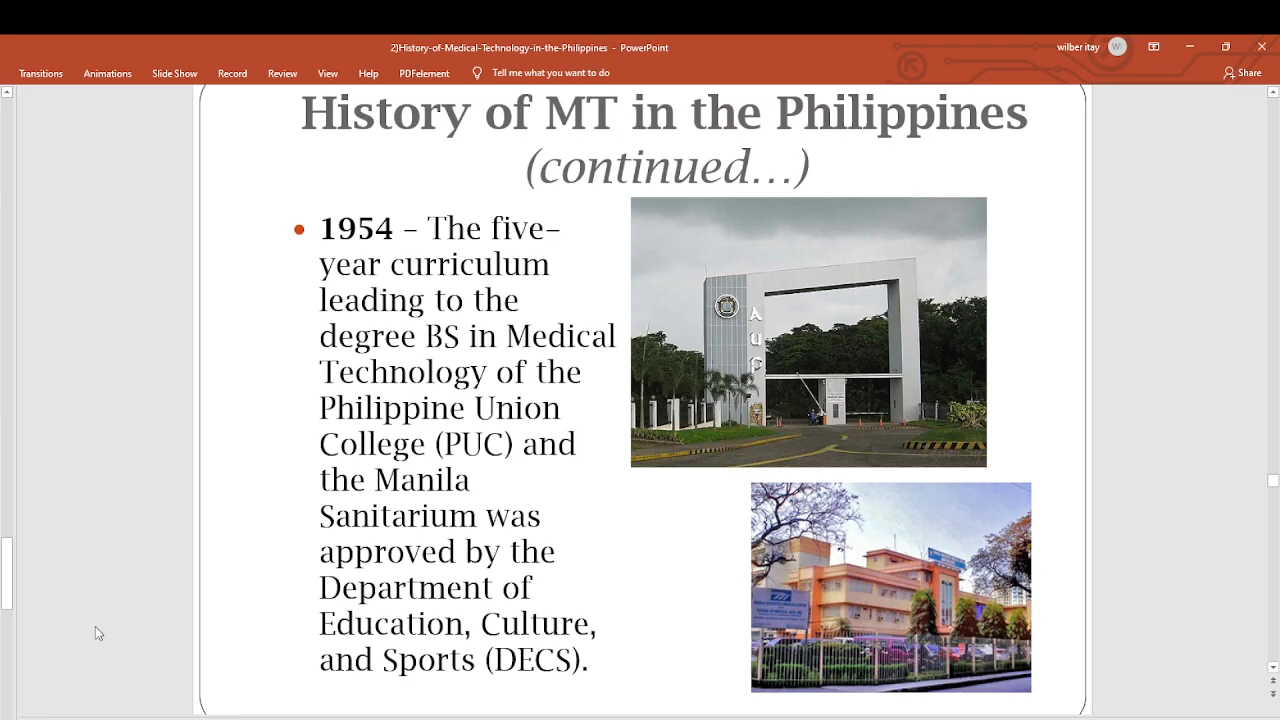 2]History-of-Medical-Technology-in-the-Philippines - PowerPoint
wilber itay
WI
Transitions
Animations
Slide Show
Record
Review
View
Help
PDFelement
Tell me what you want to do
Share
History of MT in the Philippines
(continued…)
• 1954 – The five–
year curriculum
leading to the
degree BS in Medical
Technology of the
Philippine Union
College (PUC) and
the Manila
Sanitarium was
approved by the
Department of
Education, Culture,
and Sports (DECS).
A
U
P